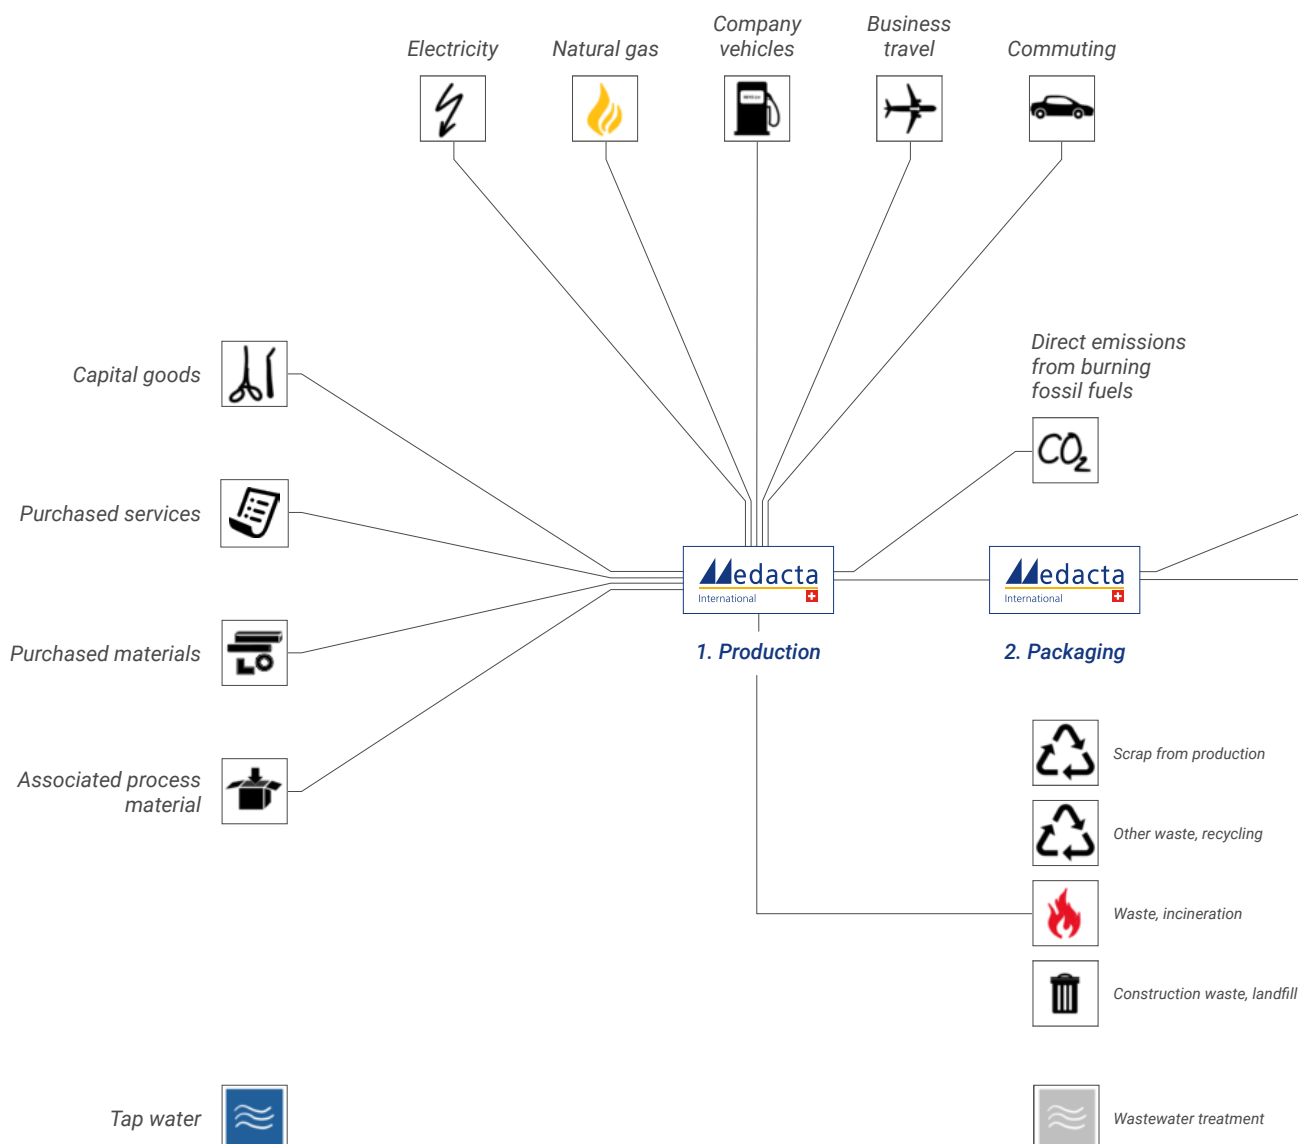 Electricity
Natural gas
Company
vehicles
Business
travel
Commuting
Capital goods
Direct emissions
from burning
fossil fuels
CO₂
Purchased services
Medacta
International
Medacta
International
1. Production
2. Packaging
Purchased materials
Scrap from production
Associated process
material
Other waste, recycling
Waste, incineration
Construction waste, landfill
Tap water
Wastewater treatment